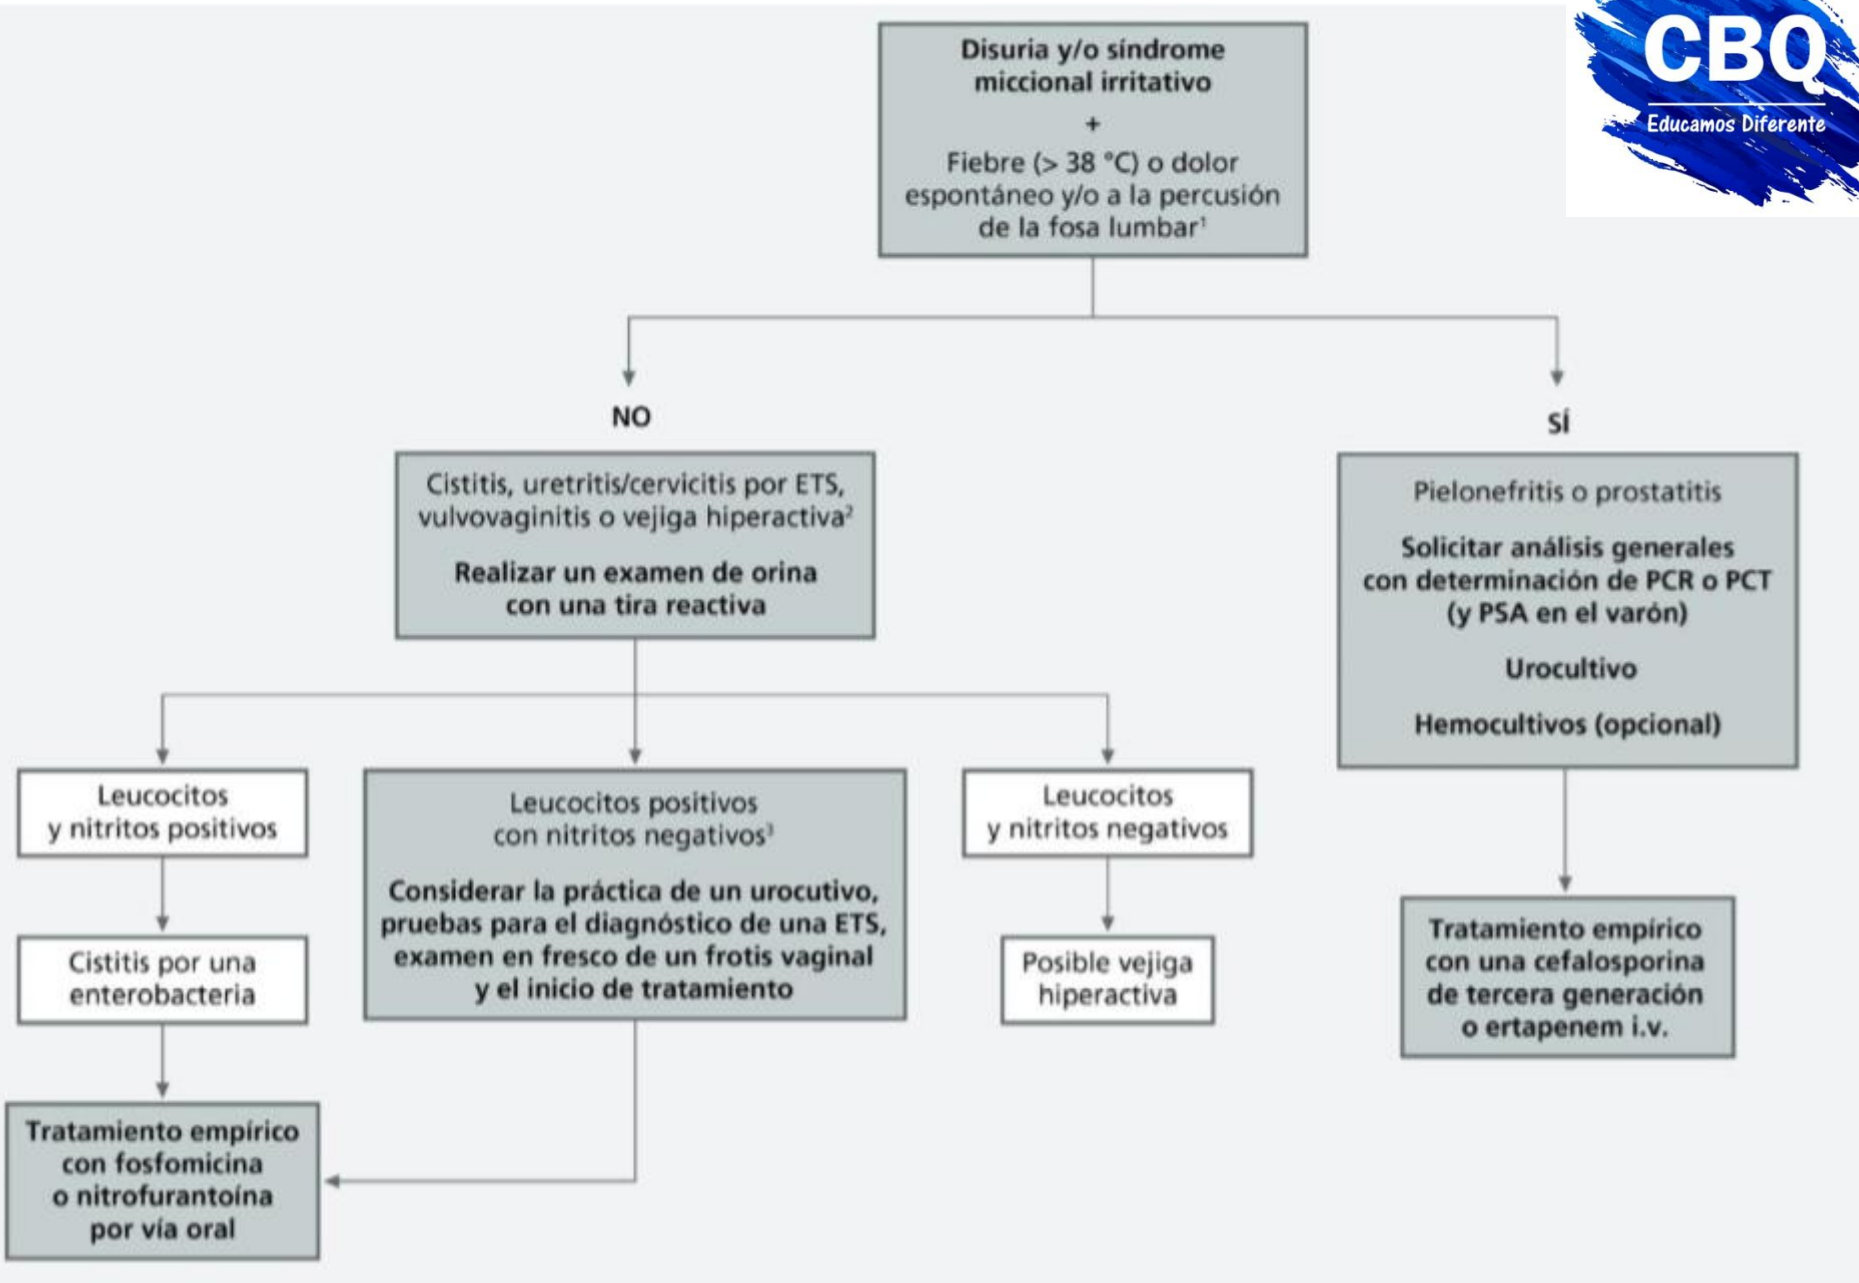 CBQ
Educamos Diferente
Disuria y/o síndrome
miccional irritativo
+
Fiebre (> 38 °C) o dolor
espontáneo y/o a la percusión
de la fosa lumbar¹
NO
SÍ
Cistitis, uretritis/cervicitis por ETS,
vulvovaginitis o vejiga hiperactiva²
Realizar un examen de orina
con una tira reactiva
Pielonefritis o prostatitis
Solicitar análisis generales
con determinación de PCR o PCT
(y PSA en el varón)
Urocultivo
Hemocultivos (opcional)
Leucocitos
y nitritos positivos
Leucocitos positivos
con nitritos negativos³
Considerar la práctica de un urocutivo,
pruebas para el diagnóstico de una ETS,
examen en fresco de un frotis vaginal
y el inicio de tratamiento
Leucocitos
y nitritos negativos
Cistitis por una
enterobacteria
Posible vejiga
hiperactiva
Tratamiento empírico
con una cefalosporina
de tercera generación
o ertapenem i.v.
Tratamiento empírico
con fosfomicina
o nitrofurantoína
por vía oral